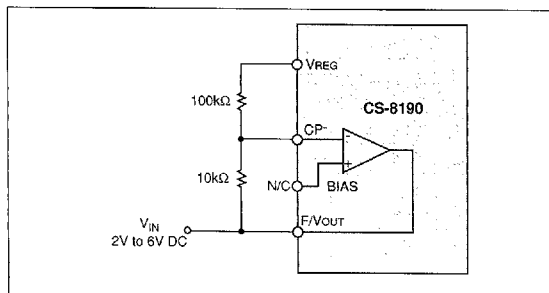 VREG
100kΩ
CS-8190
CP-
-
+
10kΩ
N/C
BIAS
VIN
2V to 6V DC
F/VOUT